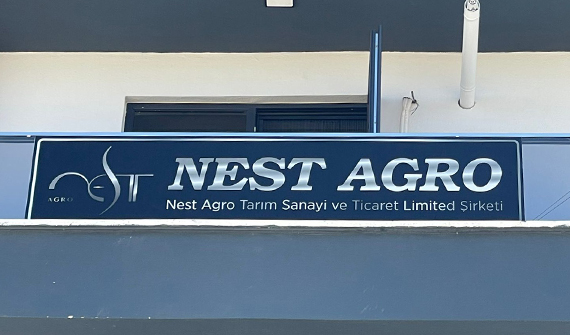 nest
AGRO
NEST AGRO
Nest Agro Tarım Sanayi ve Ticaret Limited Şirketi